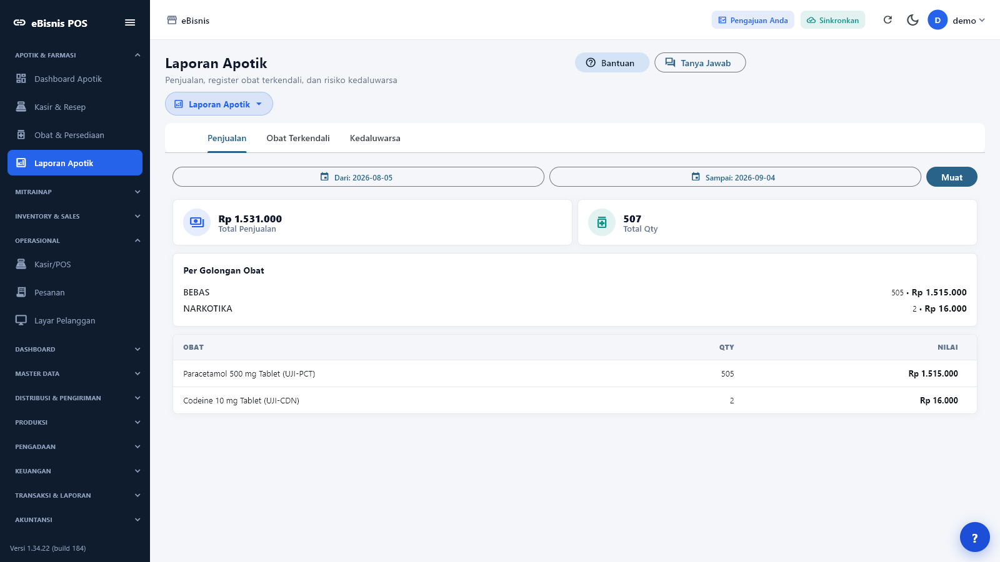 eBisnis POS
APOTIK & FARMASI
Dashboard Apotik
Kasir & Resep
Obat & Persediaan
Laporan Apotik
MITRAINAP
INVENTORY & SALES
OPERASIONAL
Kasir/POS
Pesanan
Layar Pelanggan
DASHBOARD
MASTER DATA
DISTRIBUSI & PENGIRIMAN
PRODUKSI
PENGADAAN
KEUANGAN
TRANSAKSI & LAPORAN
AKUNTANSI
Versi 1.34.22 (build 184)
eBisnis
Pengajuan Anda
Sinkronkan
D
demo
Laporan Apotik
Penjualan, register obat terkendali, dan risiko kedaluwarsa
Bantuan
Tanya Jawab
Laporan Apotik
Penjualan Obat Terkendali Kedaluwarsa
Dari: 2026-08-05
Sampai: 2026-09-04
Muat
Rp 1.531.000
Total Penjualan
507
Total Qty
Per Golongan Obat
BEBAS 505 • Rp 1.515.000
NARKOTIKA 2 • Rp 16.000
OBAT QTY NILAI
Paracetamol 500 mg Tablet (UJI-PCT) 505 Rp 1.515.000
Codeine 10 mg Tablet (UJI-CDN) 2 Rp 16.000
?